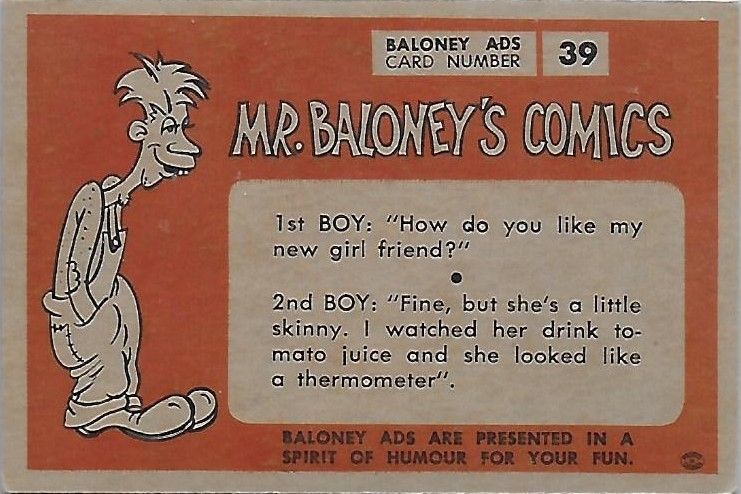 BALONEY ADS
CARD NUMBER
39
MR. BALONEY'S COMICS
1st BOY: "How do you like my
new girl friend?"
•
2nd BOY: "Fine, but she's a little
skinny. I watched her drink to-
mato juice and she looked like
a thermometer".
BALONEY ADS ARE PRESENTED IN A
SPIRIT OF HUMOUR FOR YOUR FUN.